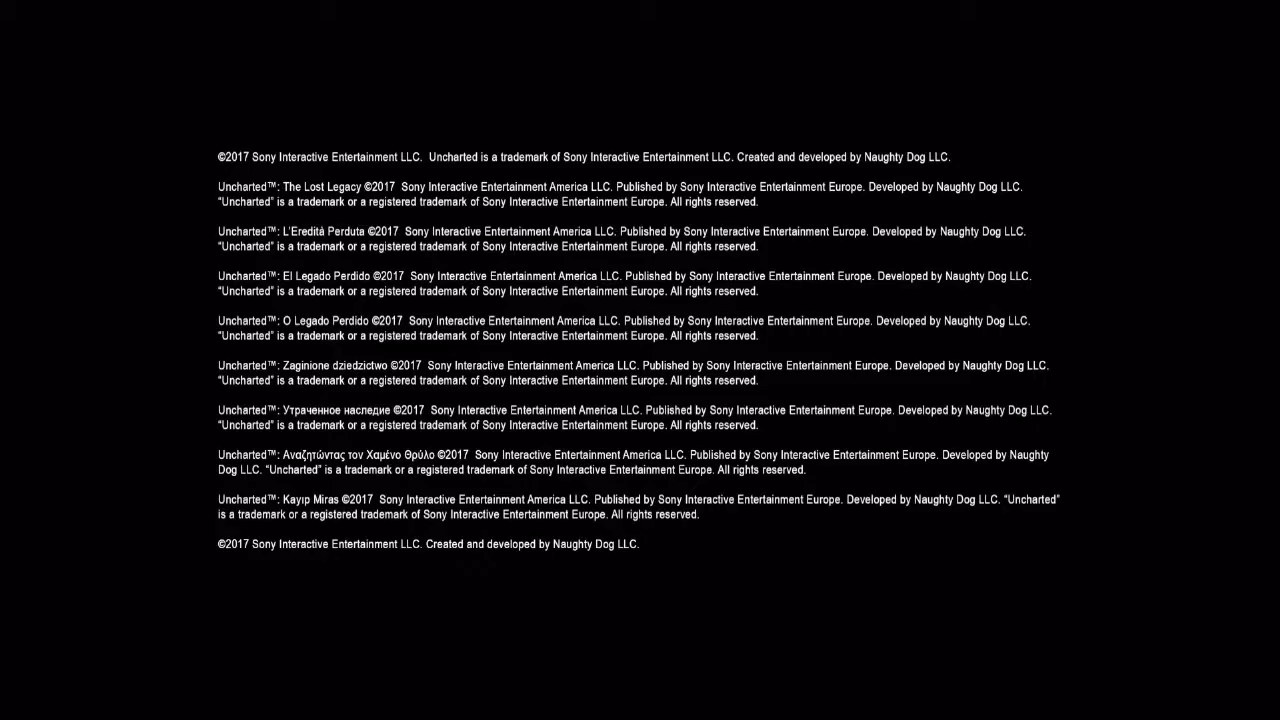 ©2017 Sony Interactive Entertainment LLC.  Uncharted is a trademark of Sony Interactive Entertainment LLC. Created and developed by Naughty Dog LLC.
Uncharted™: The Lost Legacy ©2017  Sony Interactive Entertainment America LLC. Published by Sony Interactive Entertainment Europe. Developed by Naughty Dog LLC.
“Uncharted” is a trademark or a registered trademark of Sony Interactive Entertainment Europe. All rights reserved.
Uncharted™: L’Eredità Perduta ©2017  Sony Interactive Entertainment America LLC. Published by Sony Interactive Entertainment Europe. Developed by Naughty Dog LLC.
“Uncharted” is a trademark or a registered trademark of Sony Interactive Entertainment Europe. All rights reserved.
Uncharted™: El Legado Perdido ©2017  Sony Interactive Entertainment America LLC. Published by Sony Interactive Entertainment Europe. Developed by Naughty Dog LLC.
“Uncharted” is a trademark or a registered trademark of Sony Interactive Entertainment Europe. All rights reserved.
Uncharted™: O Legado Perdido ©2017  Sony Interactive Entertainment America LLC. Published by Sony Interactive Entertainment Europe. Developed by Naughty Dog LLC.
“Uncharted” is a trademark or a registered trademark of Sony Interactive Entertainment Europe. All rights reserved.
Uncharted™: Zaginione dziedzictwo ©2017  Sony Interactive Entertainment America LLC. Published by Sony Interactive Entertainment Europe. Developed by Naughty Dog LLC.
“Uncharted” is a trademark or a registered trademark of Sony Interactive Entertainment Europe. All rights reserved.
Uncharted™: Утраченное наследие ©2017  Sony Interactive Entertainment America LLC. Published by Sony Interactive Entertainment Europe. Developed by Naughty Dog LLC.
“Uncharted” is a trademark or a registered trademark of Sony Interactive Entertainment Europe. All rights reserved.
Uncharted™: Αναζητώντας τον Χαμένο Θρύλο ©2017  Sony Interactive Entertainment America LLC. Published by Sony Interactive Entertainment Europe. Developed by Naughty
Dog LLC. “Uncharted” is a trademark or a registered trademark of Sony Interactive Entertainment Europe. All rights reserved.
Uncharted™: Kayıp Miras ©2017  Sony Interactive Entertainment America LLC. Published by Sony Interactive Entertainment Europe. Developed by Naughty Dog LLC. “Uncharted”
is a trademark or a registered trademark of Sony Interactive Entertainment Europe. All rights reserved.
©2017 Sony Interactive Entertainment LLC. Created and developed by Naughty Dog LLC.